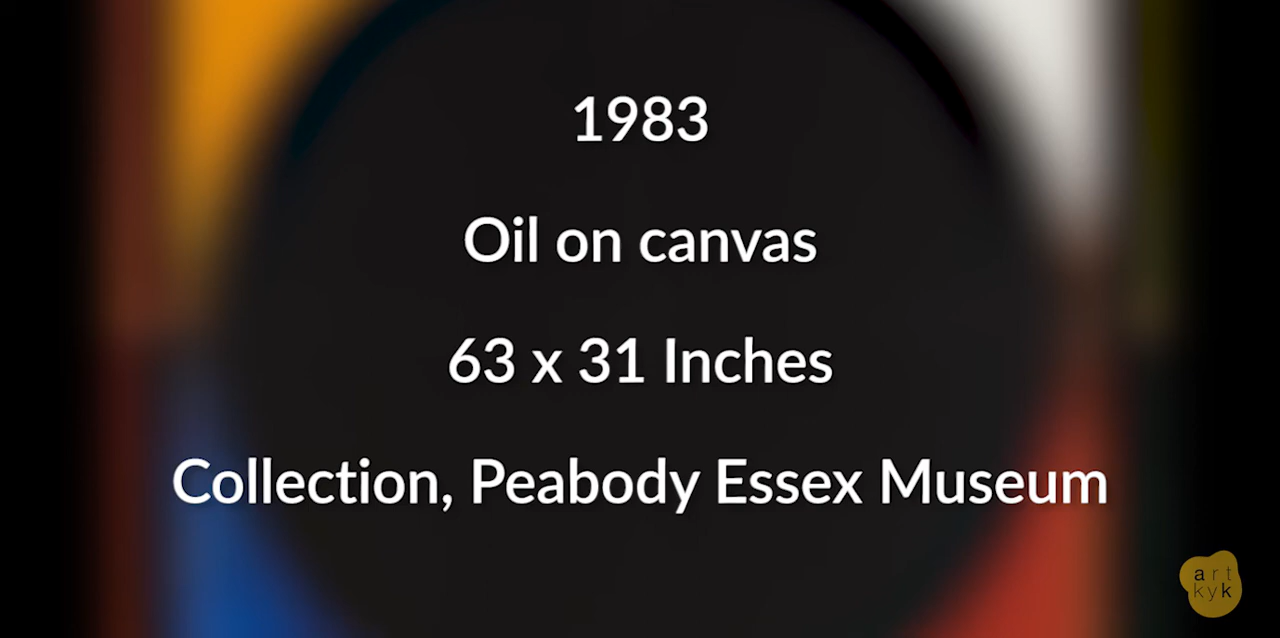 1983
Oil on canvas
63 x 31 Inches
Collection, Peabody Essex Museum
art
kyk